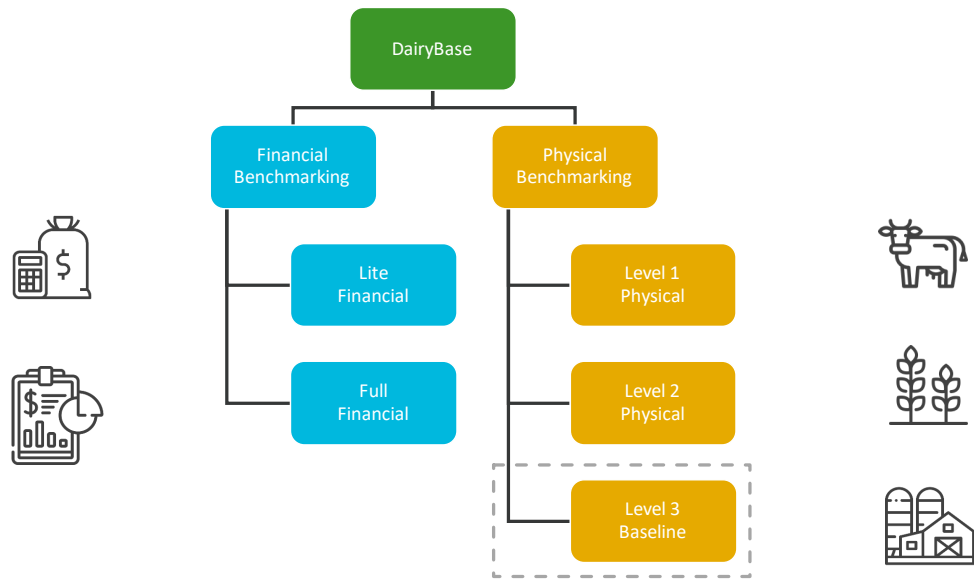 DairyBase
Financial
Benchmarking
Physical
Benchmarking
Lite
Financial
Level 1
Physical
Full
Financial
Level 2
Physical
Level 3
Baseline
$
$